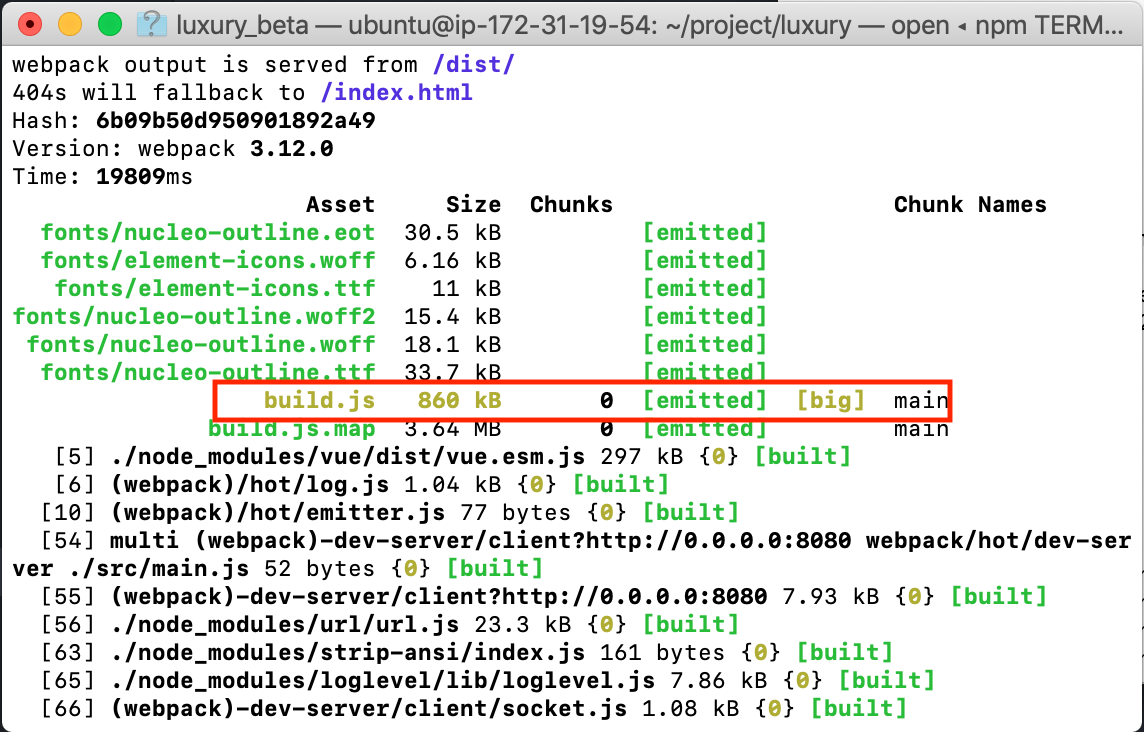 luxury_beta — ubuntu@ip-172-31-19-54: ~/project/luxury — open ◂ npm TERM...
webpack output is served from /dist/
404s will fallback to /index.html
Hash: 6b09b50d950901892a49
Version: webpack 3.12.0
Time: 19809ms
Asset Size Chunks Chunk Names
fonts/nucleo-outline.eot 30.5 kB [emitted]
fonts/element-icons.woff 6.16 kB [emitted]
fonts/element-icons.ttf 11 kB [emitted]
fonts/nucleo-outline.woff2 15.4 kB [emitted]
fonts/nucleo-outline.woff 18.1 kB [emitted]
fonts/nucleo-outline.ttf 33.7 kB [emitted]
build.js 860 kB 0 [emitted] [big] main
build.js.map 3.64 MB 0 [emitted] main
[5] ./node_modules/vue/dist/vue.esm.js 297 kB {0} [built]
[6] (webpack)/hot/log.js 1.04 kB {0} [built]
[10] (webpack)/hot/emitter.js 77 bytes {0} [built]
[54] multi (webpack)-dev-server/client?http://0.0.0.0:8080 webpack/hot/dev-ser
ver ./src/main.js 52 bytes {0} [built]
[55] (webpack)-dev-server/client?http://0.0.0.0:8080 7.93 kB {0} [built]
[56] ./node_modules/url/url.js 23.3 kB {0} [built]
[63] ./node_modules/strip-ansi/index.js 161 bytes {0} [built]
[65] ./node_modules/loglevel/lib/loglevel.js 7.86 kB {0} [built]
[66] (webpack)-dev-server/client/socket.js 1.08 kB {0} [built]